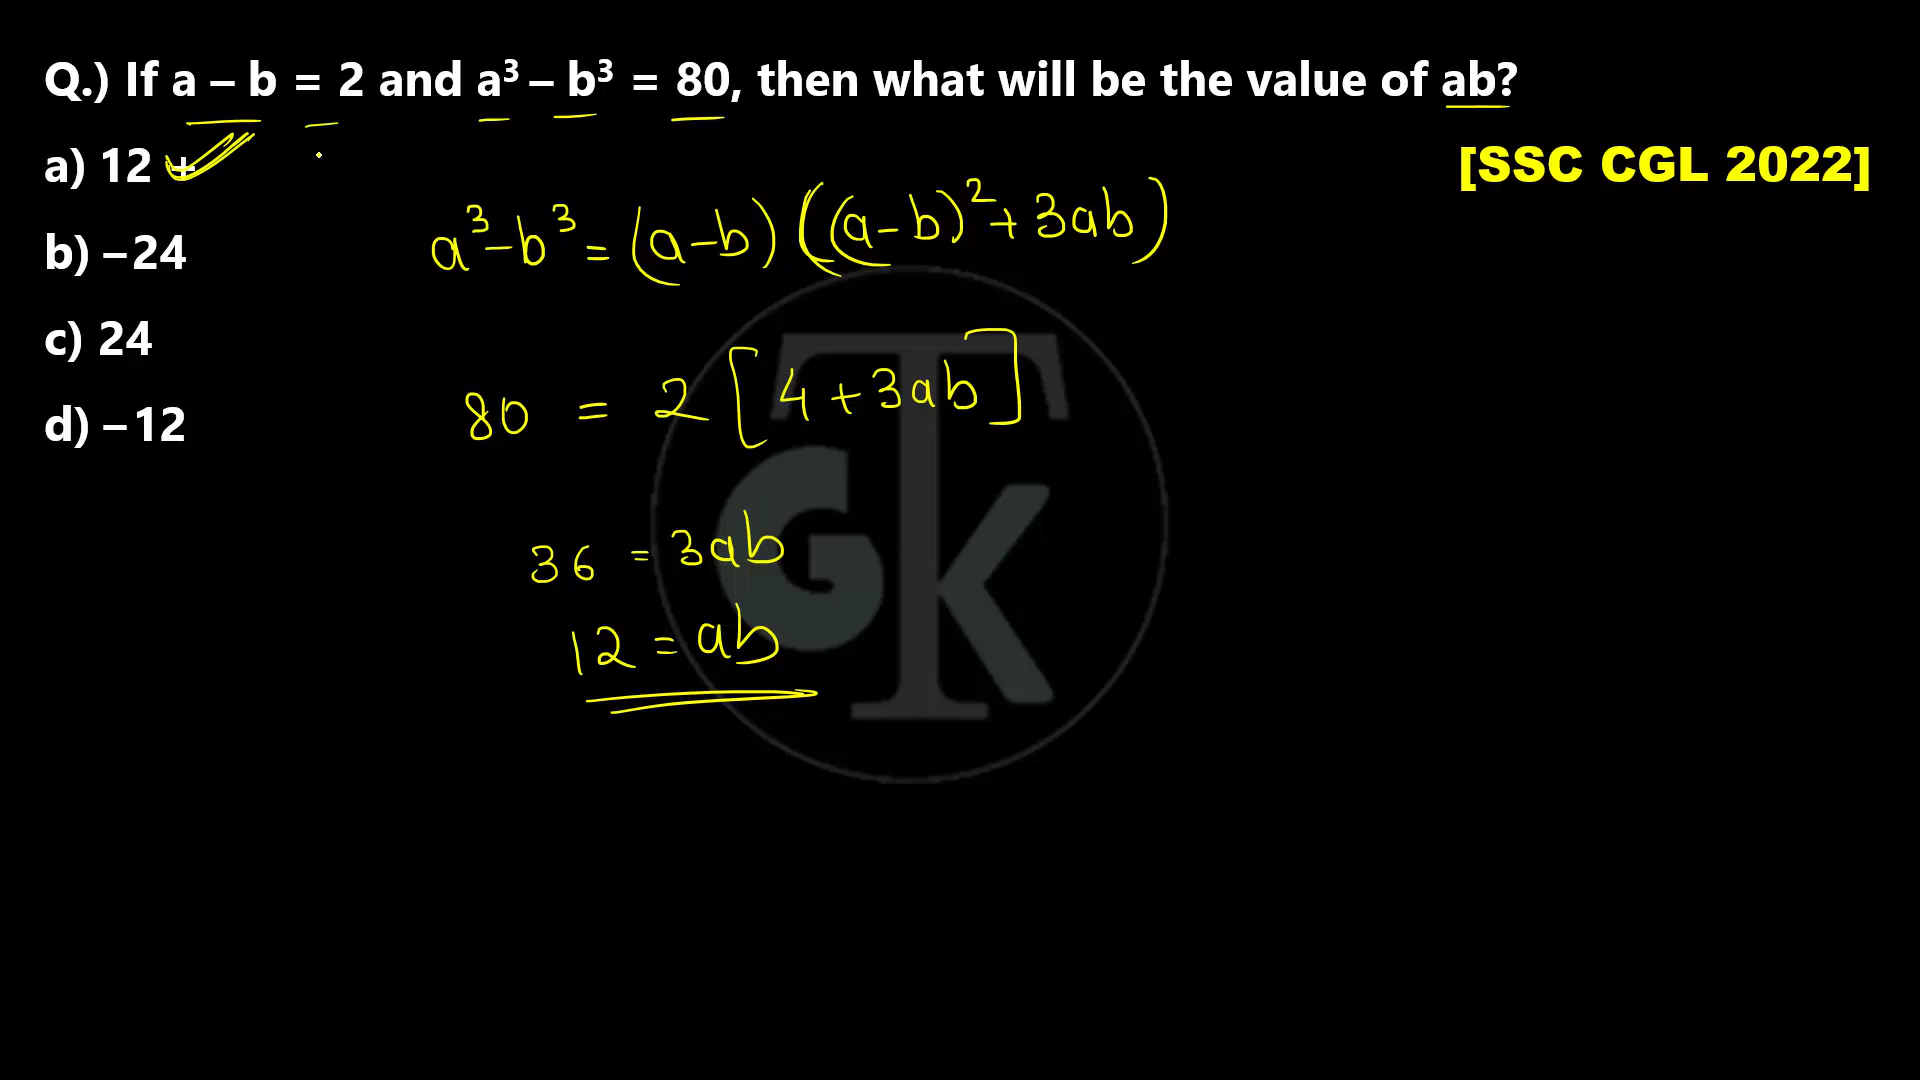 Q.) If a – b = 2 and a³ – b³ = 80, then what will be the value of ab?
a) 12
[SSC CGL 2022]
b) –24
c) 24
d) –12
a³-b³ = (a-b) ((a-b)² + 3ab)
80 = 2 [4+3ab]
36 = 3ab
12 = ab
GTK